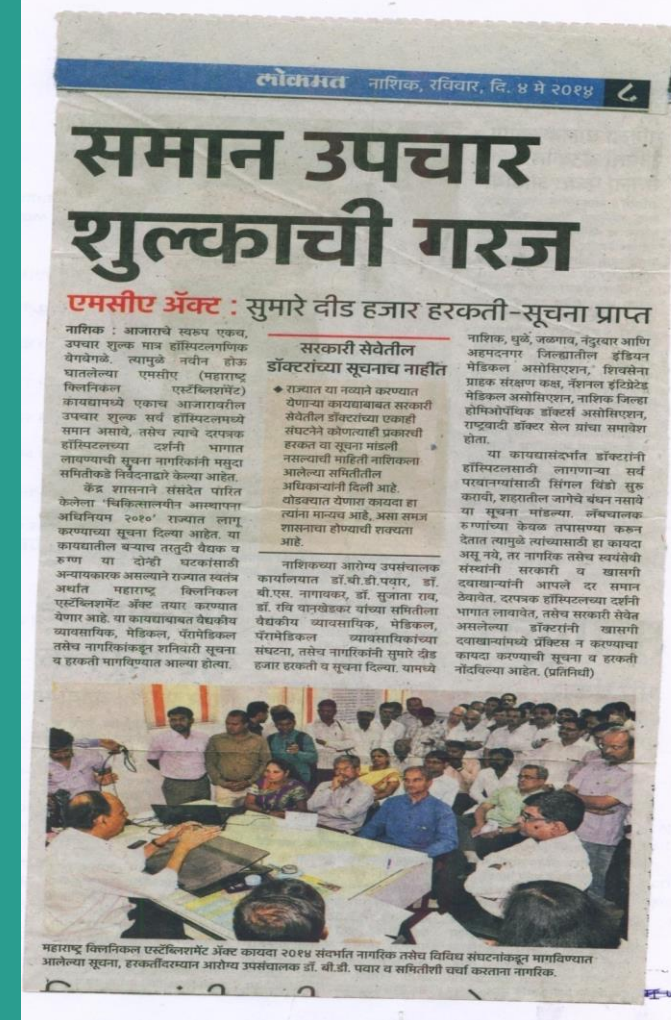 लोकमत नाशिक, रविवार, दि. ४ मे २०१४ ८
समान उपचार
शुल्काची गरज
एमसीए ॲक्ट : सुमारे दीड हजार हरकती-सूचना प्राप्त
नाशिक : आजाराचे स्वरूप एकच,
उपचार शुल्क मात्र हॉस्पिटलगणिक
वेगवेगळे. त्यामुळे नवीन होऊ
घातलेल्या एमसीए (महाराष्ट्र
क्लिनिकल एस्टॅब्लिशमेंट)
कायद्यामध्ये एकाच आजारावरील
उपचार शुल्क सर्व हॉस्पिटलमध्ये
समान असावे, तसेच त्याचे दरपत्रक
हॉस्पिटलच्या दर्शनी भागात
लावण्याची सूचना नागरिकांनी मसुदा
समितीकडे निवेदनाद्वारे केल्या आहेत.
केंद्र शासनाने संसदेत पारित
केलेला 'चिकित्सालयीन आस्थापना
अधिनियम २०१०' राज्यात लागू
करण्याच्या सूचना दिल्या आहेत. या
कायद्यातील बऱ्याच तरतुदी वैद्यक व
रुग्ण या दोन्ही घटकांसाठी
अन्यायकारक असल्याने राज्यात स्वतंत्र
अर्थात महाराष्ट्र क्लिनिकल
एस्टॅब्लिशमेंट ॲक्ट तयार करण्यात
येणार आहे. या कायद्याबाबत वैद्यकीय
व्यावसायिक, मेडिकल, पॅरामेडिकल
तसेच नागरिकांकडून शनिवारी सूचना
व हरकती मागविण्यात आल्या होत्या.
सरकारी सेवेतील
डॉक्टरांच्या सूचनाच नाहीत
◆ राज्यात या नव्याने करण्यात
येणाऱ्या कायद्याबाबत सरकारी
सेवेतील डॉक्टरांच्या एकाही
संघटनेने कोणत्याही प्रकारची
हरकत वा सूचना मांडली
नसल्याची माहिती नाशिकला
आलेल्या समितीतील
अधिकाऱ्यांनी दिली आहे.
थोडक्यात येणारा कायदा हा
त्यांना मान्यच आहे, असा समज
शासनाचा होण्याची शक्यता
आहे.
नाशिकच्या आरोग्य उपसंचालक
कार्यालयात डॉ.बी.डी.पवार, डॉ.
बी.एस. नागावकर, डॉ. सुजाता राव,
डॉ. रवि वानखेडकर यांच्या समितीला
वैद्यकीय व्यावसायिक, मेडिकल,
पॅरामेडिकल व्यावसायिकांच्या
संघटना, तसेच नागरिकांनी सुमारे दीड
हजार हरकती व सूचना दिल्या. यामध्ये
नाशिक, धुळे, जळगाव, नंदुरबार आणि
अहमदनगर जिल्ह्यातील इंडियन
मेडिकल असोसिएशन, शिवसेना
ग्राहक संरक्षण कक्ष, नॅशनल इंटिग्रेटेड
मेडिकल असोसिएशन, नाशिक जिल्हा
होमिओपॅथिक डॉक्टर्स असोसिएशन,
राष्ट्रवादी डॉक्टर सेल यांचा समावेश
होता.
या कायद्यासंदर्भात डॉक्टरांनी
हॉस्पिटलसाठी लागणाऱ्या सर्व
परवानग्यांसाठी सिंगल विंडो सुरू
करावी, शहरातील जागेचे बंधन नसावे
या सूचना मांडल्या. लॅबचालक
रुग्णांच्या केवळ तपासण्या करून
देतात त्यामुळे त्यांच्यासाठी हा कायदा
असू नये, तर नागरिक तसेच स्वयंसेवी
संस्थांनी सरकारी व खासगी
दवाखान्यांनी आपले दर समान
ठेवावेत. दरपत्रक हॉस्पिटलच्या दर्शनी
भागात लावावेत, तसेच सरकारी सेवेत
असलेल्या डॉक्टरांनी खासगी
दवाखान्यांमध्ये प्रॅक्टिस न करण्याचा
कायदा करण्याची सूचना व हरकती
नोंदविल्या आहेत. (प्रतिनिधी)
महाराष्ट्र क्लिनिकल एस्टॅब्लिशमेंट ॲक्ट कायदा २०१४ संदर्भात नागरिक तसेच विविध संघटनांकडून मागविण्यात
आलेल्या सूचना, हरकतींदरम्यान आरोग्य उपसंचालक डॉ. बी.डी. पवार व समितीशी चर्चा करताना नागरिक.